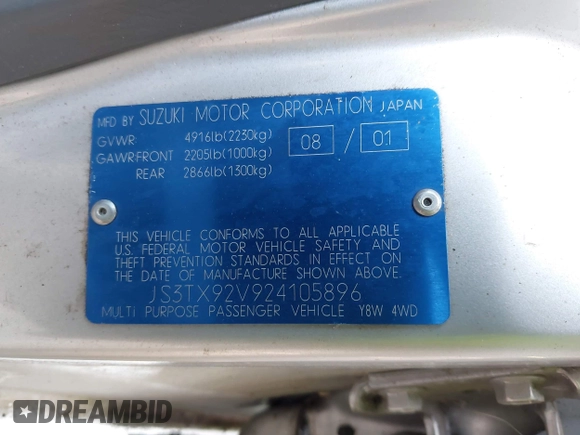 MFD BY SUZUKI MOTOR CORPORATION JAPAN
GVWR: 4916lb(2230kg) 08 / 01
GAWR:FRONT 2205lb(1000kg)
REAR 2866lb(1300kg)
THIS VEHICLE CONFORMS TO ALL APPLICABLE
U.S. FEDERAL MOTOR VEHICLE SAFETY AND
THEFT PREVENTION STANDARDS IN EFFECT ON
THE DATE OF MANUFACTURE SHOWN ABOVE.
JS3TX92V924105896
MULTI PURPOSE PASSENGER VEHICLE Y8W 4WD
DREAMBID